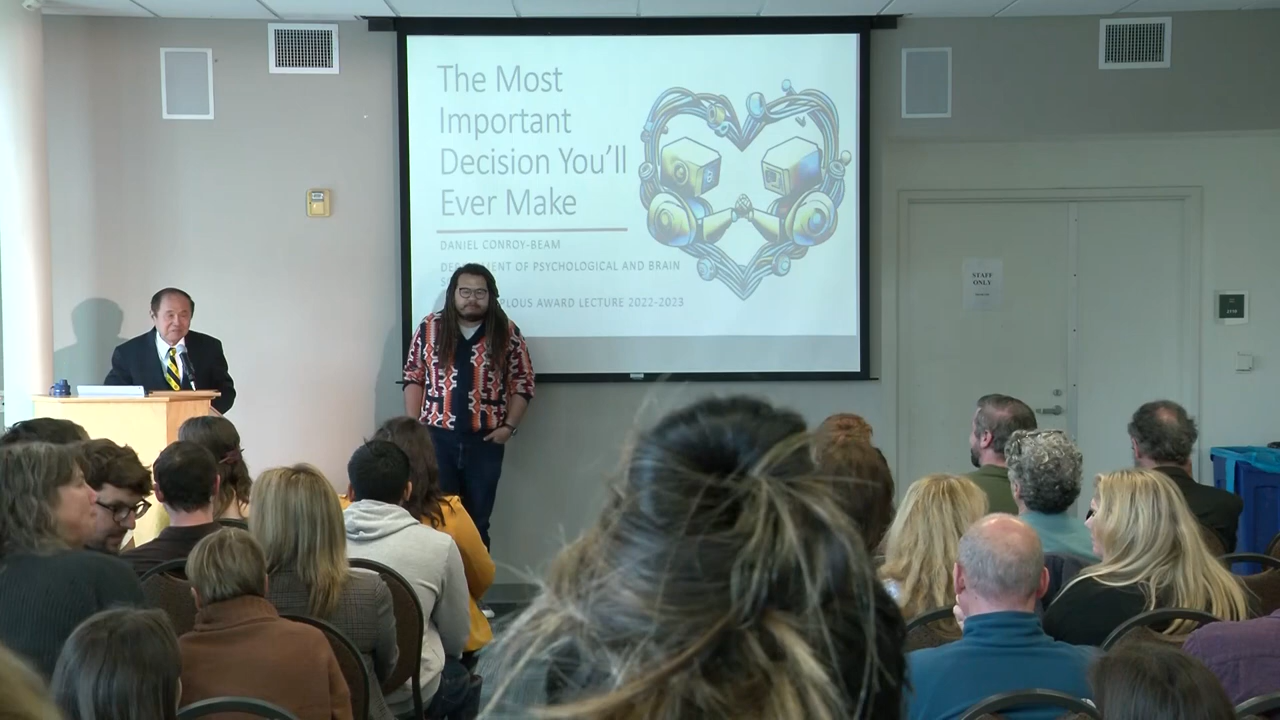 The Most
Important
Decision You'll
Ever Make
DANIEL CONROY-BEAM
OF PSYCHOLOGICAL AND BRAIN
PLOUS AWARD LECTURE 2022-2023
STAFF
ONLY